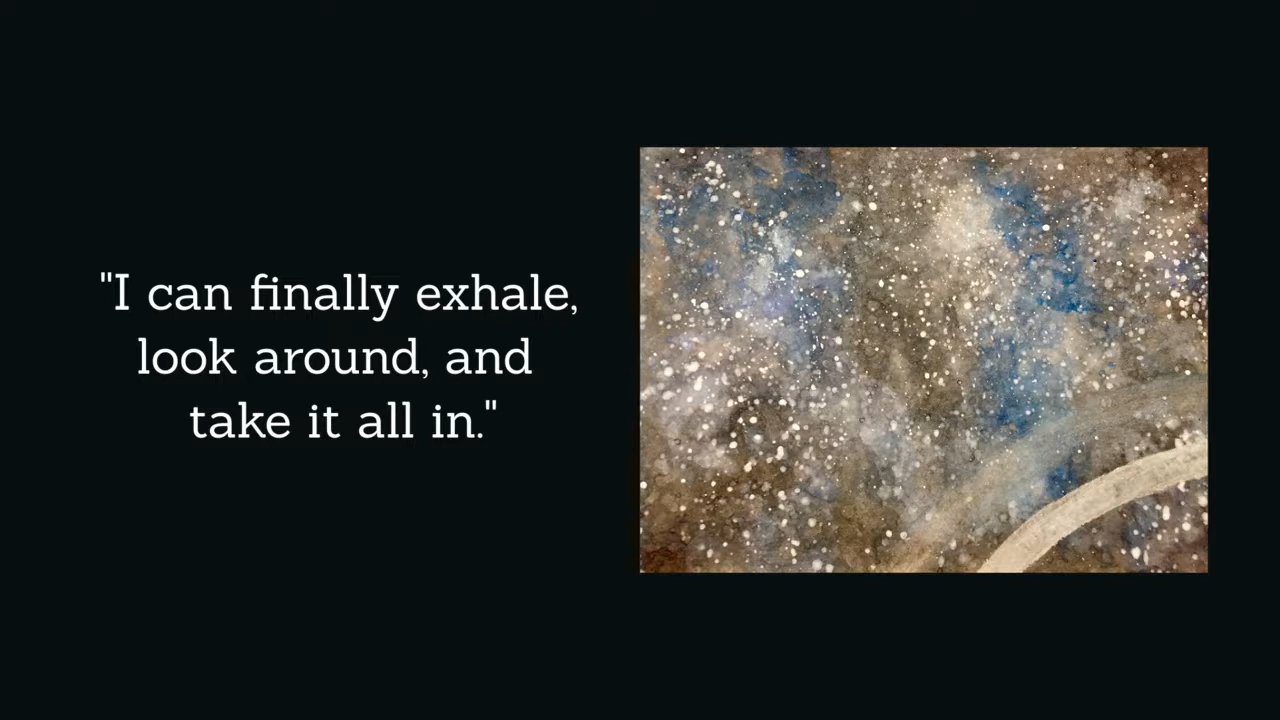 "I can finally exhale,
look around, and
take it all in."